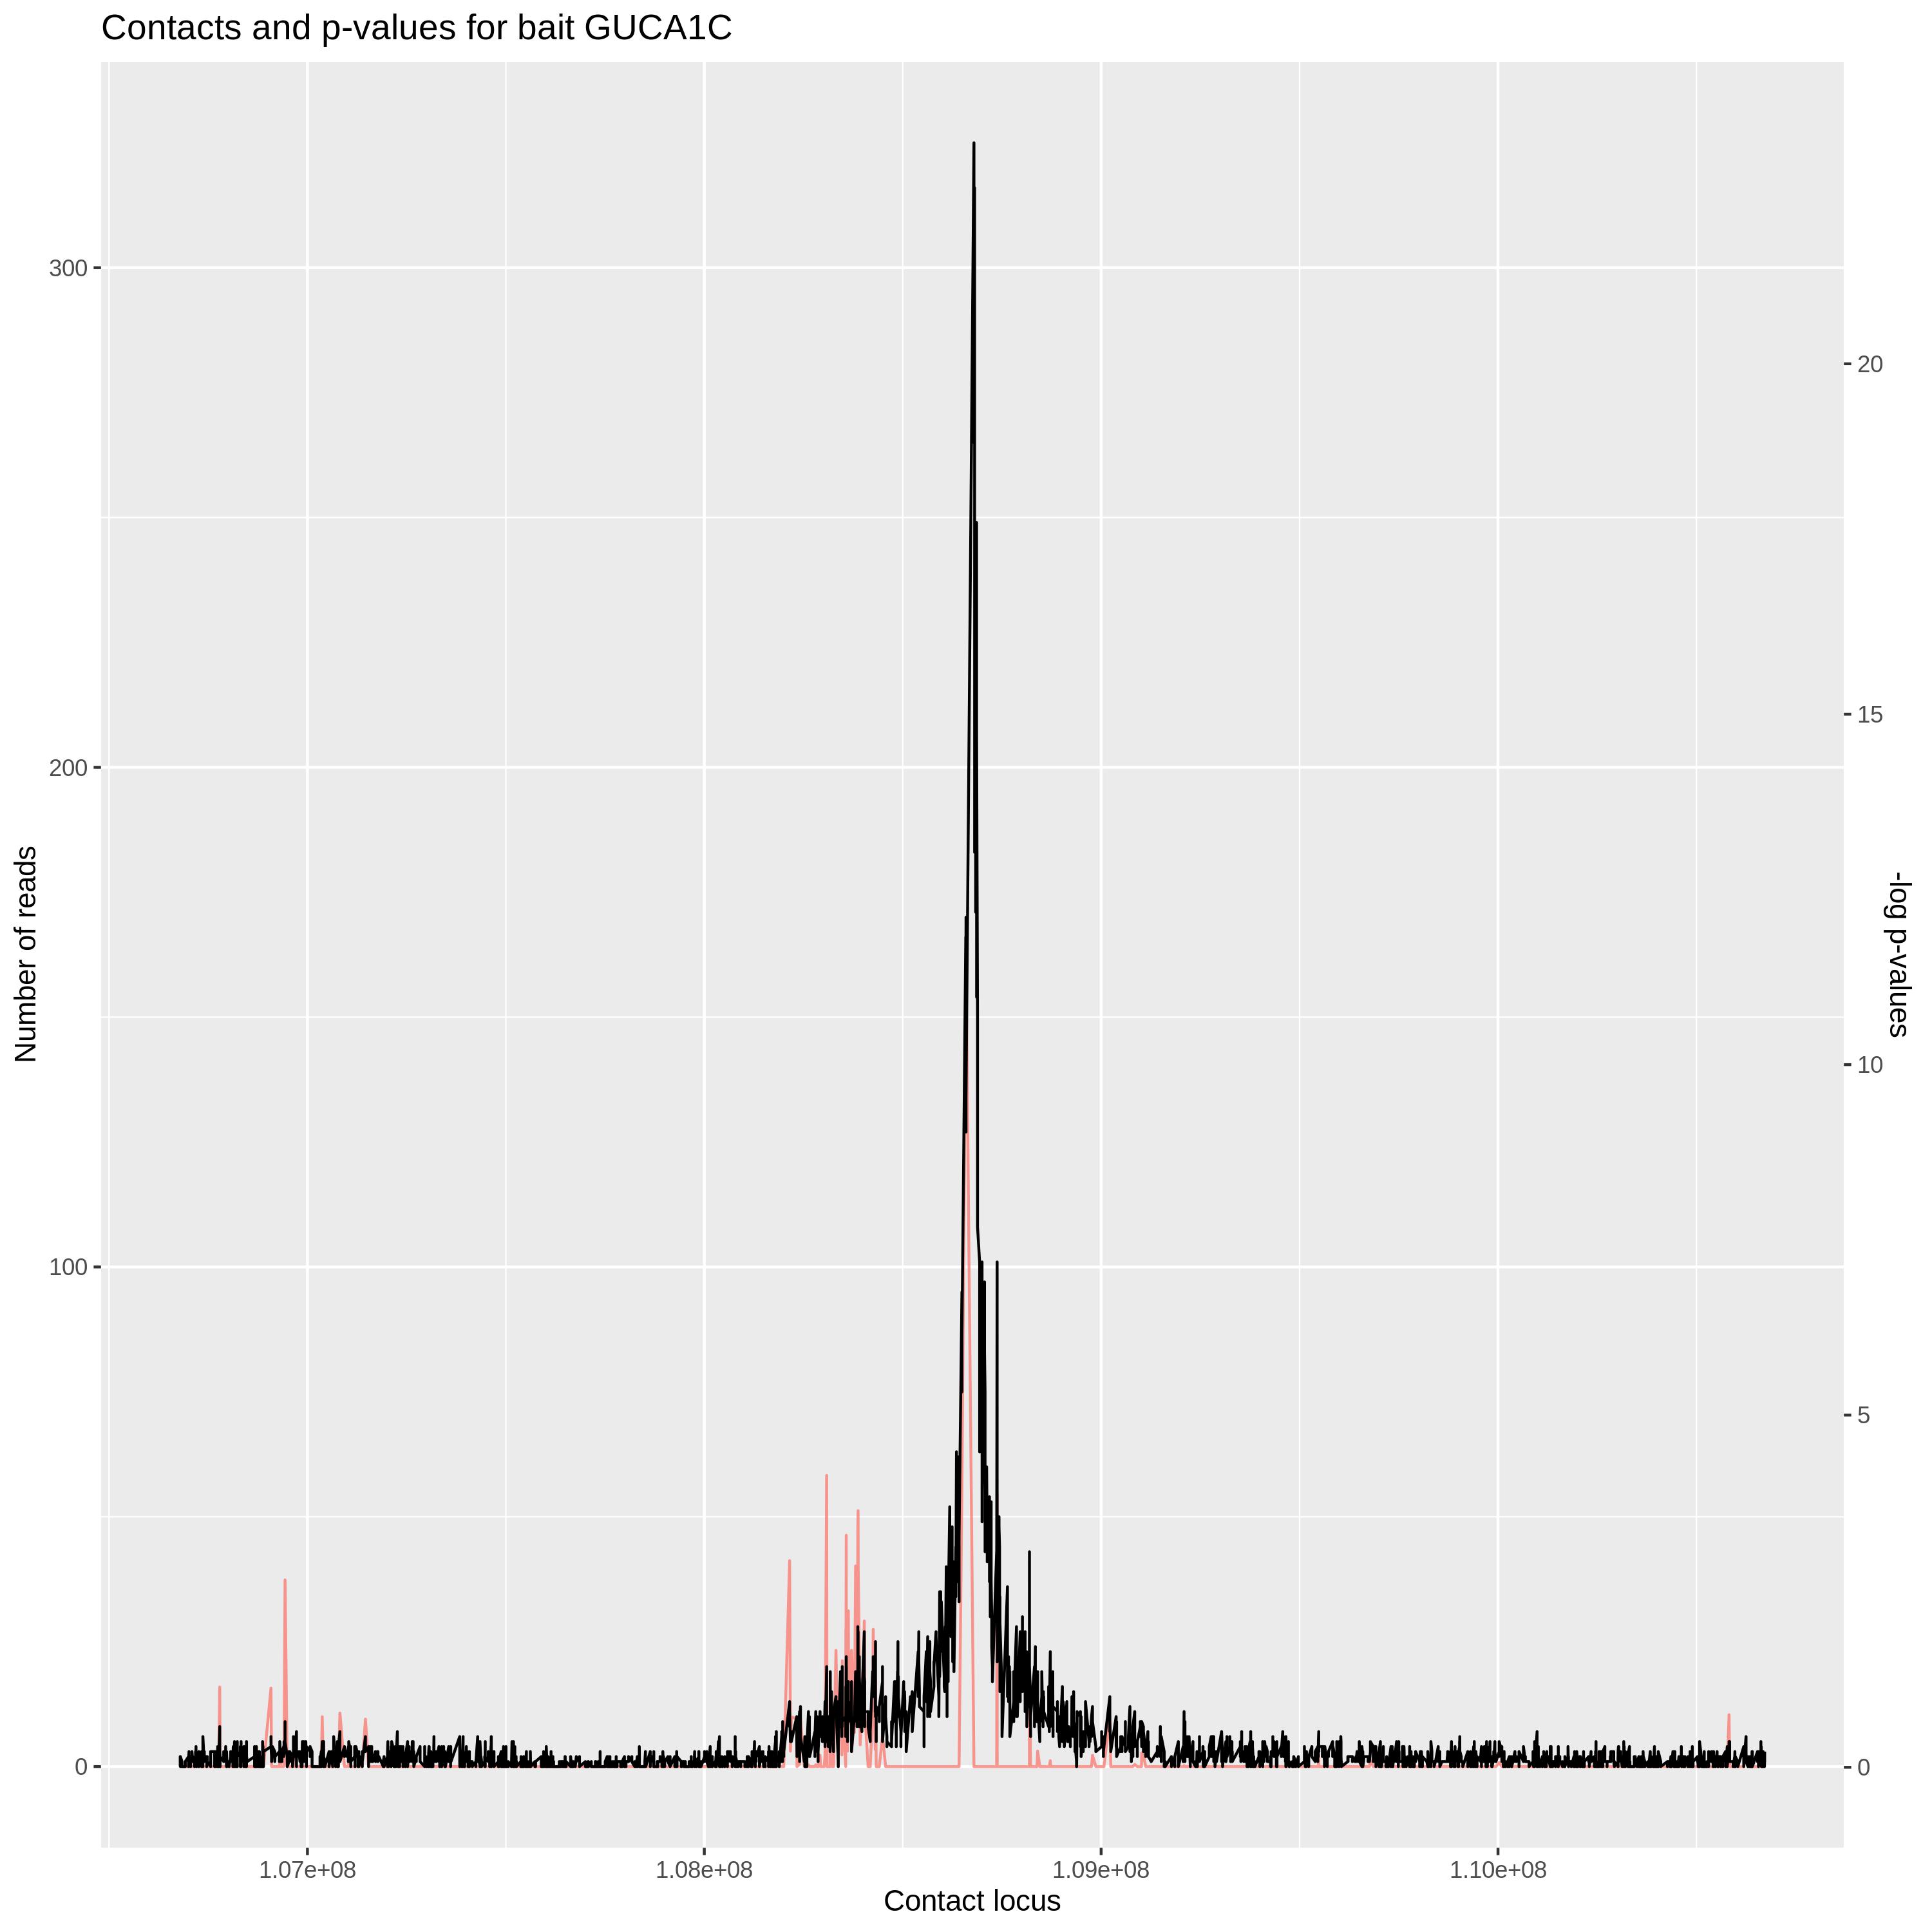 Contacts and p-values for bait GUCA1C
300
200
100
0
Number of reads
20
15
10
5
0
-log p-values
1.07e+08
1.08e+08
1.09e+08
1.10e+08
Contact locus